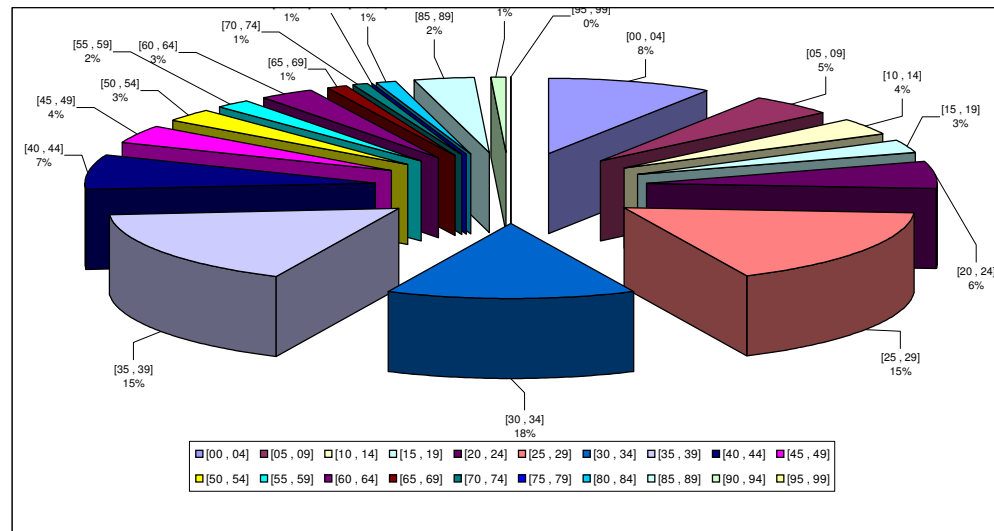 [00 , 04]
8%
[05 , 09]
5%
[10 , 14]
4%
[15 , 19]
3%
[20 , 24]
6%
[25 , 29]
15%
[30 , 34]
18%
[35 , 39]
15%
[40 , 44]
7%
[45 , 49]
4%
[50 , 54]
3%
[55 , 59]
2%
[60 , 64]
3%
[65 , 69]
1%
[70 , 74]
1%
1%
1%
[85 , 89]
2%
1%
[95 , 99]
0%
[00 , 04] [05 , 09] [10 , 14] [15 , 19] [20 , 24] [25 , 29] [30 , 34] [35 , 39] [40 , 44] [45 , 49]
[50 , 54] [55 , 59] [60 , 64] [65 , 69] [70 , 74] [75 , 79] [80 , 84] [85 , 89] [90 , 94] [95 , 99]